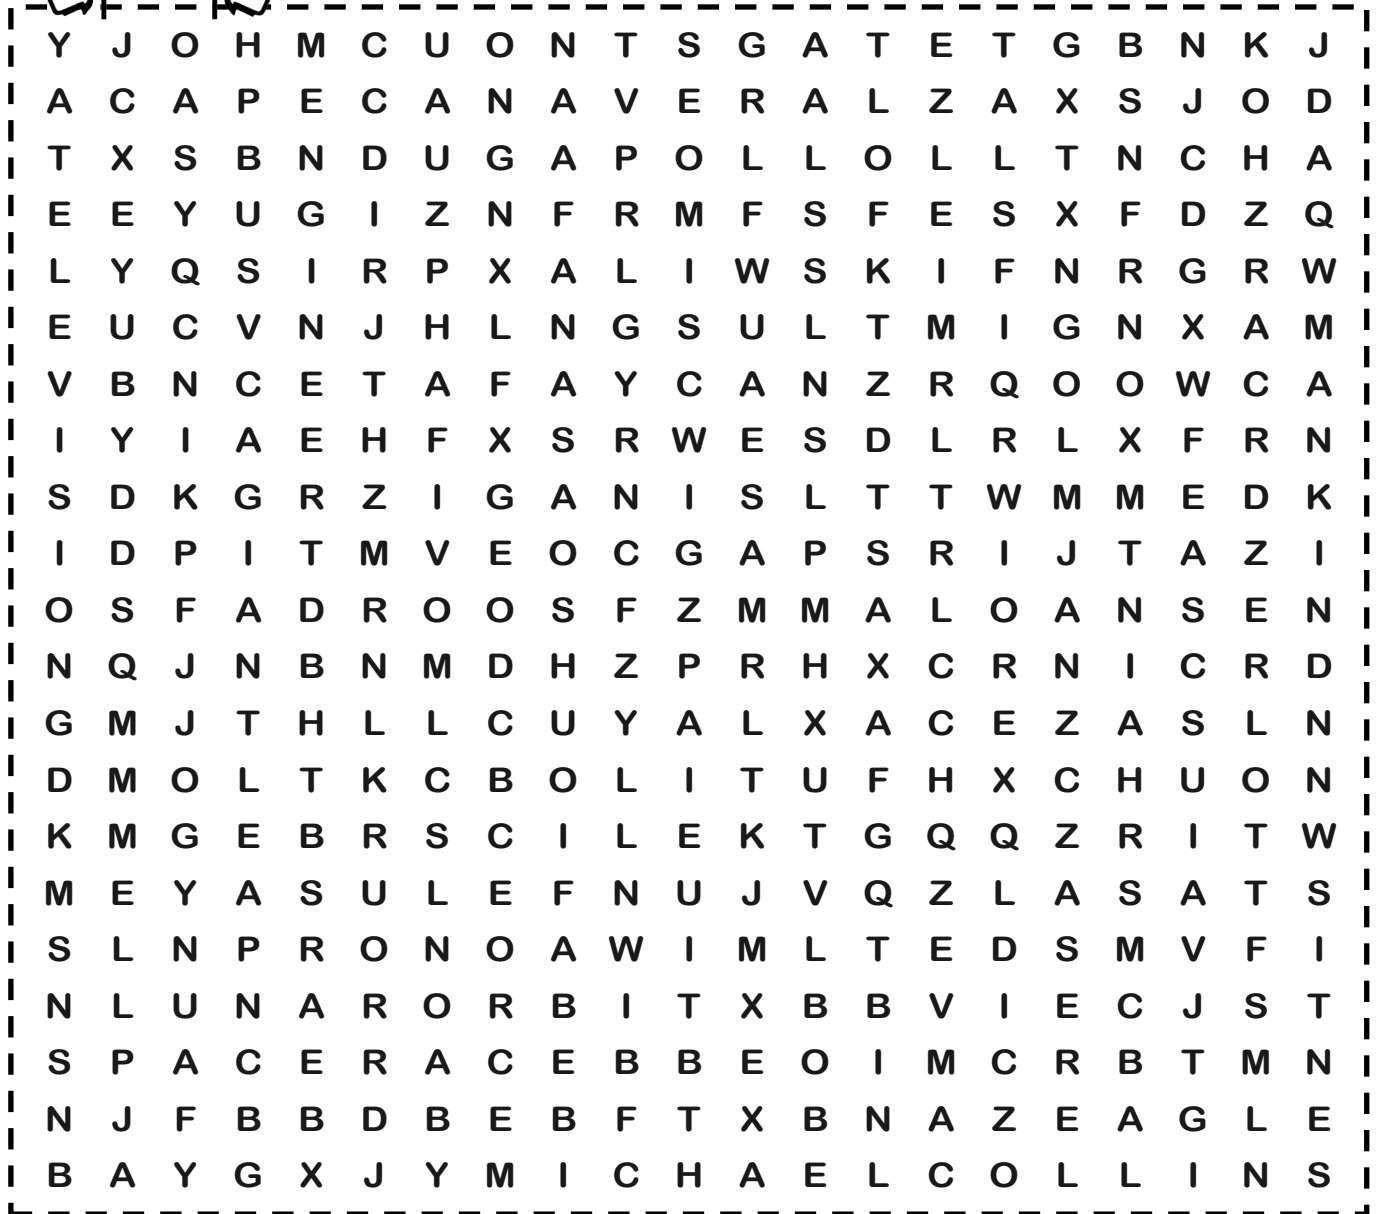 Y J O H M C U O N T S G A T E T G B N K J
A C A P E C A N A V E R A L Z A X S J O D
T X S B N D U G A P O L L O L L T N C H A
E E Y U G I Z N F R M F S F E S X F D Z Q
L Y Q S I R P X A L I W S K I F N R G R W
E U C V N J H L N G S U L T M I G N X A M
V B N C E T A F A Y C A N Z R Q O O W C A
I Y I A E H F X S R W E S D L R L X F R N
S D K G R Z I G A N I S L T T W M M E D K
I D P I T M V E O C G A P S R I J T A Z I
O S F A D R O O S F Z M M A L O A N S E N
N Q J N B N M D H Z P R H X C R N I C R D
G M J T H L L C U Y A L X A C E Z A S L N
D M O L T K C B O L I T U F H X C H U O N
K M G E B R S C I L E K T G Q Q Z R I T W
M E Y A S U L E F N U J V Q Z L A S A T S
S L N P R O N O A W I M L T E D S M V F I
N L U N A R O R B I T X B B V I E C J S T
S P A C E R A C E B B E O I M C R B T M N
N J F B B D B E B F T X B N A Z E A G L E
B A Y G X J Y M I C H A E L C O L L I N S